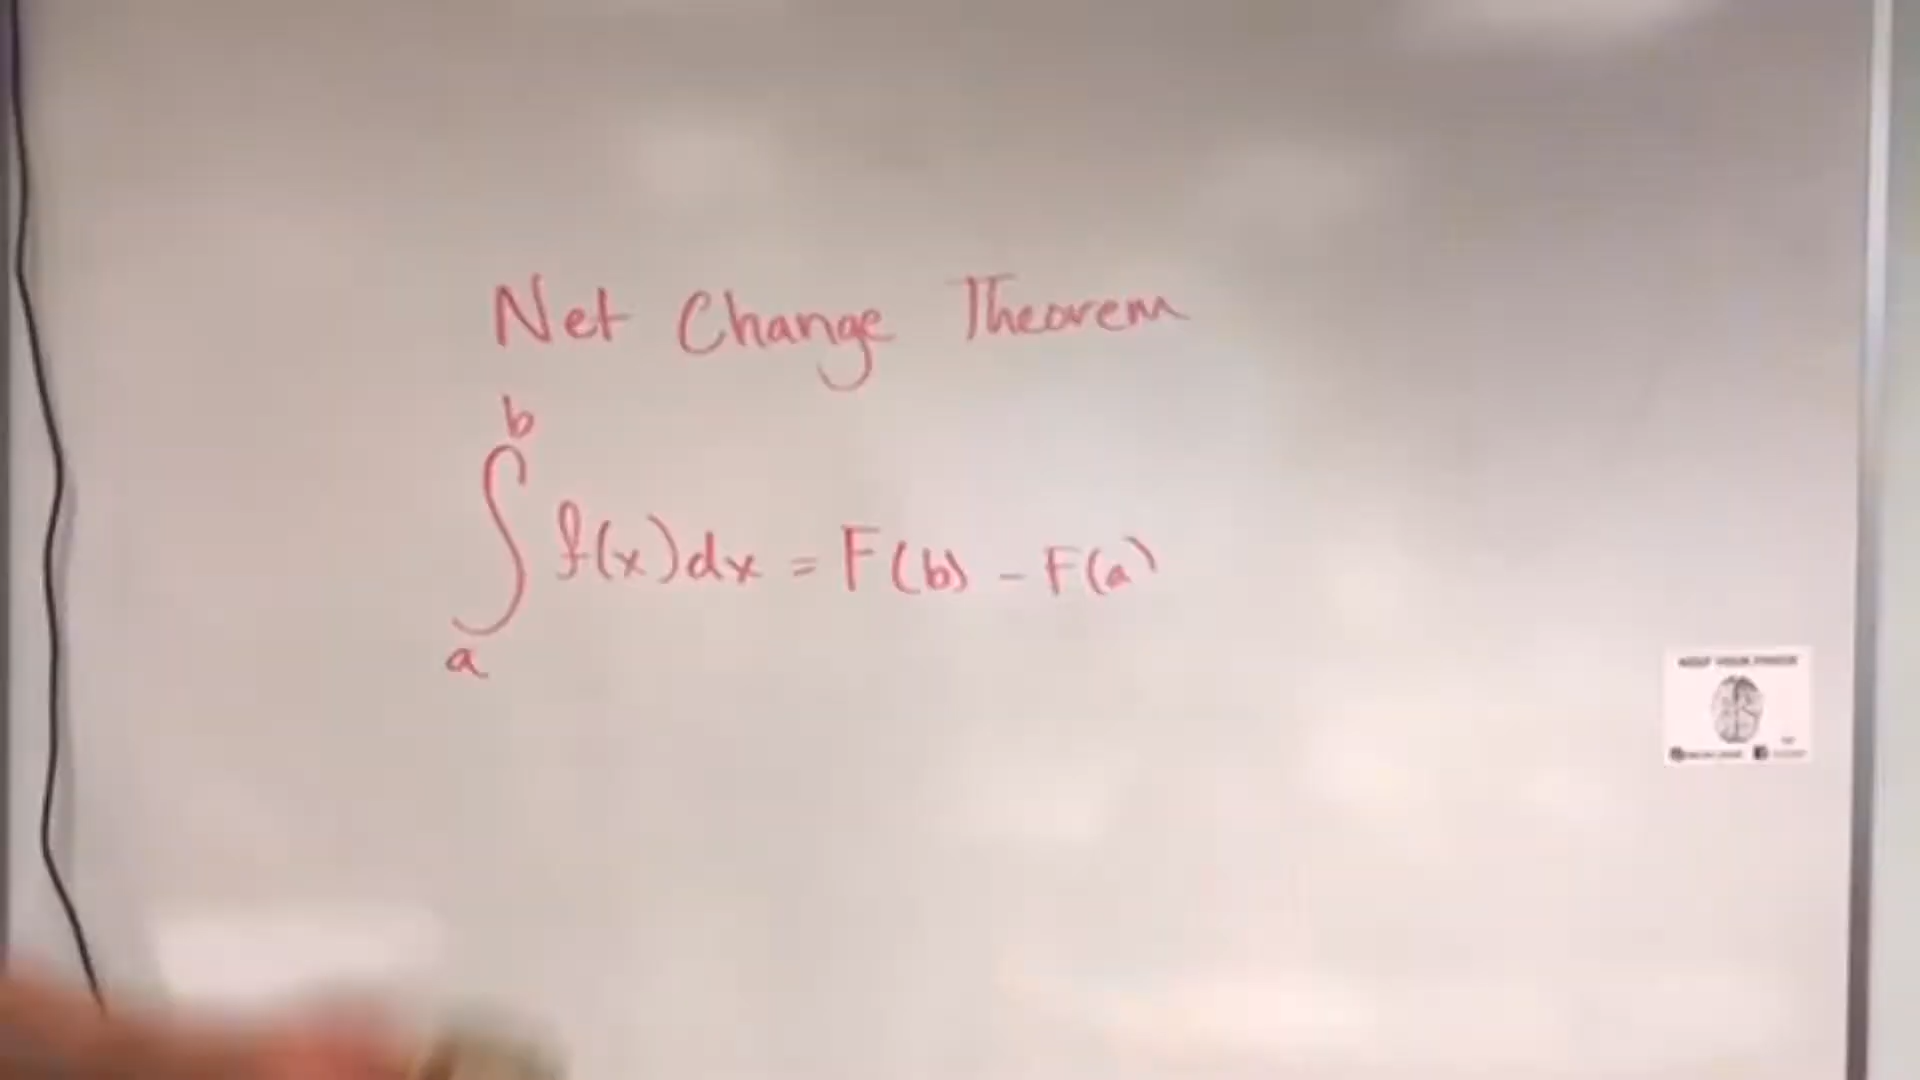 Net Change Theorem
b
∫ f(x)dx = F(b) - F(a)
a